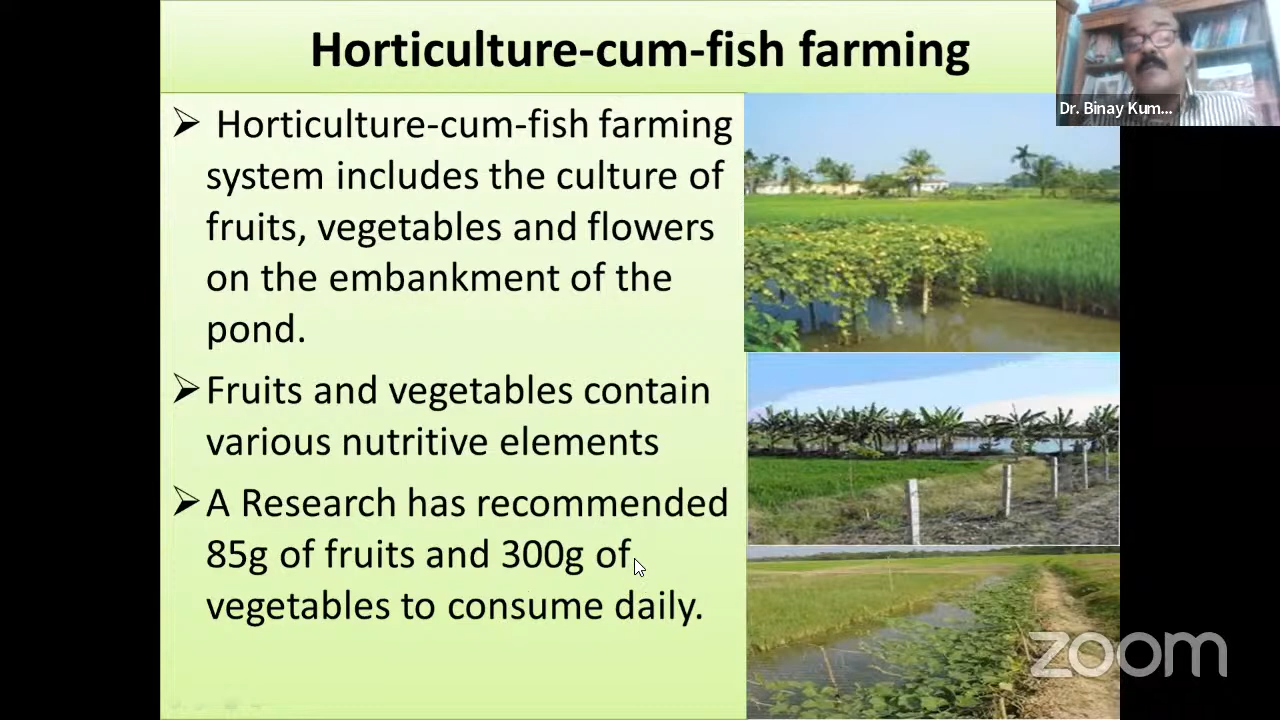 Horticulture-cum-fish farming
Dr. Binay Kum...
➢ Horticulture-cum-fish farming
system includes the culture of
fruits, vegetables and flowers
on the embankment of the
pond.
➢Fruits and vegetables contain
various nutritive elements
➢A Research has recommended
85g of fruits and 300g of
vegetables to consume daily.
zoom